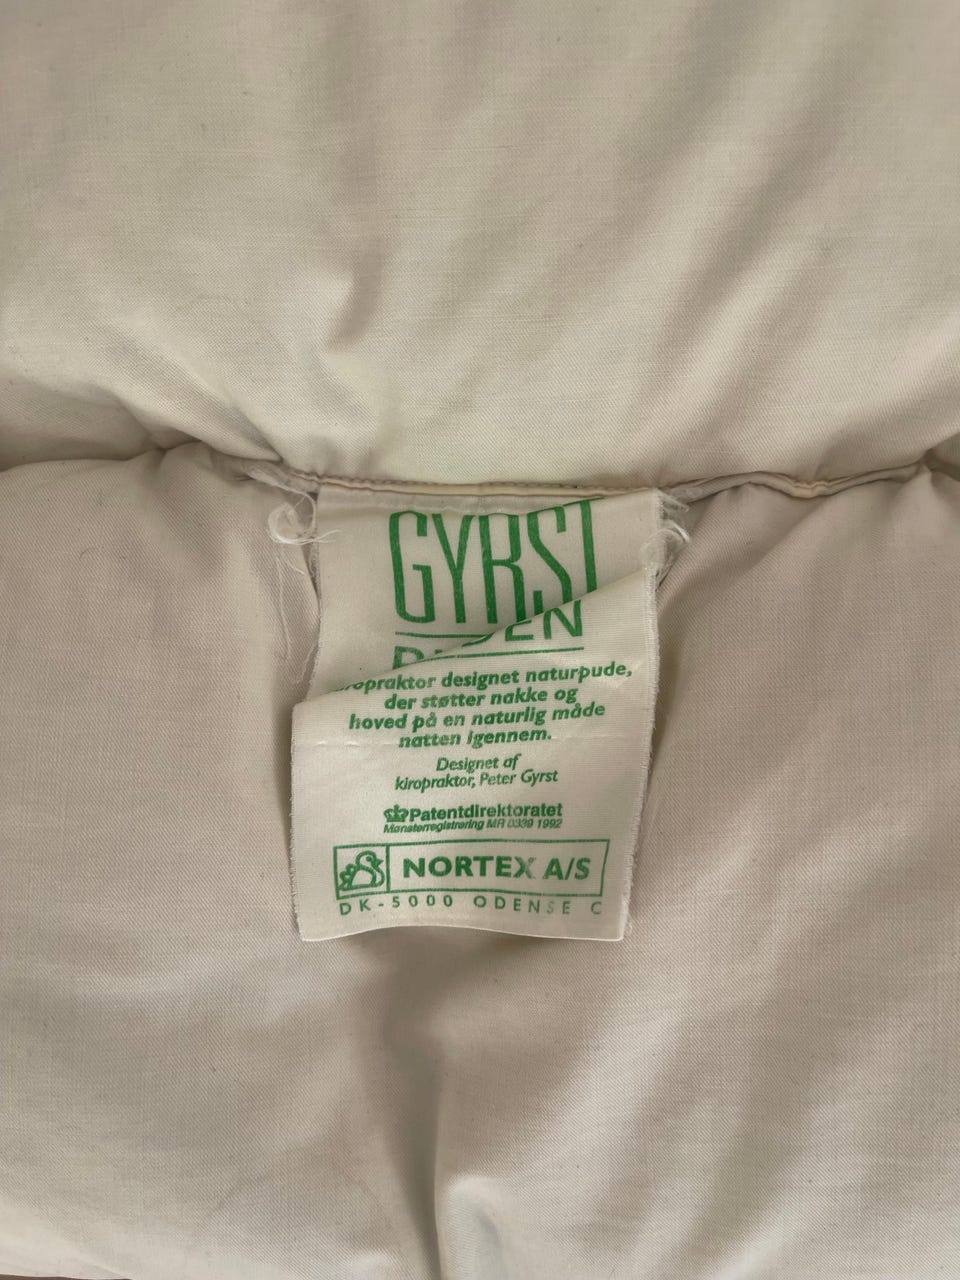 GYRST
designet naturpude,
der støtter nakke og
hoved på en naturlig måde
natten igennem.
Designet af
kiropraktor, Peter Gyrst
Patentdirektoratet
Mønsterregistrering MR 0339 1992
NORTEX A/S
DK-5000 ODENSE C